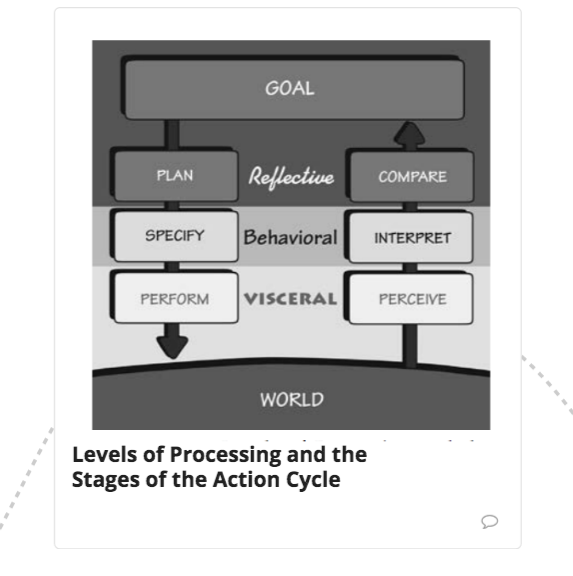 GOAL
PLAN Reflective COMPARE
SPECIFY Behavioral INTERPRET
PERFORM VISCERAL PERCEIVE
WORLD
Levels of Processing and the
Stages of the Action Cycle